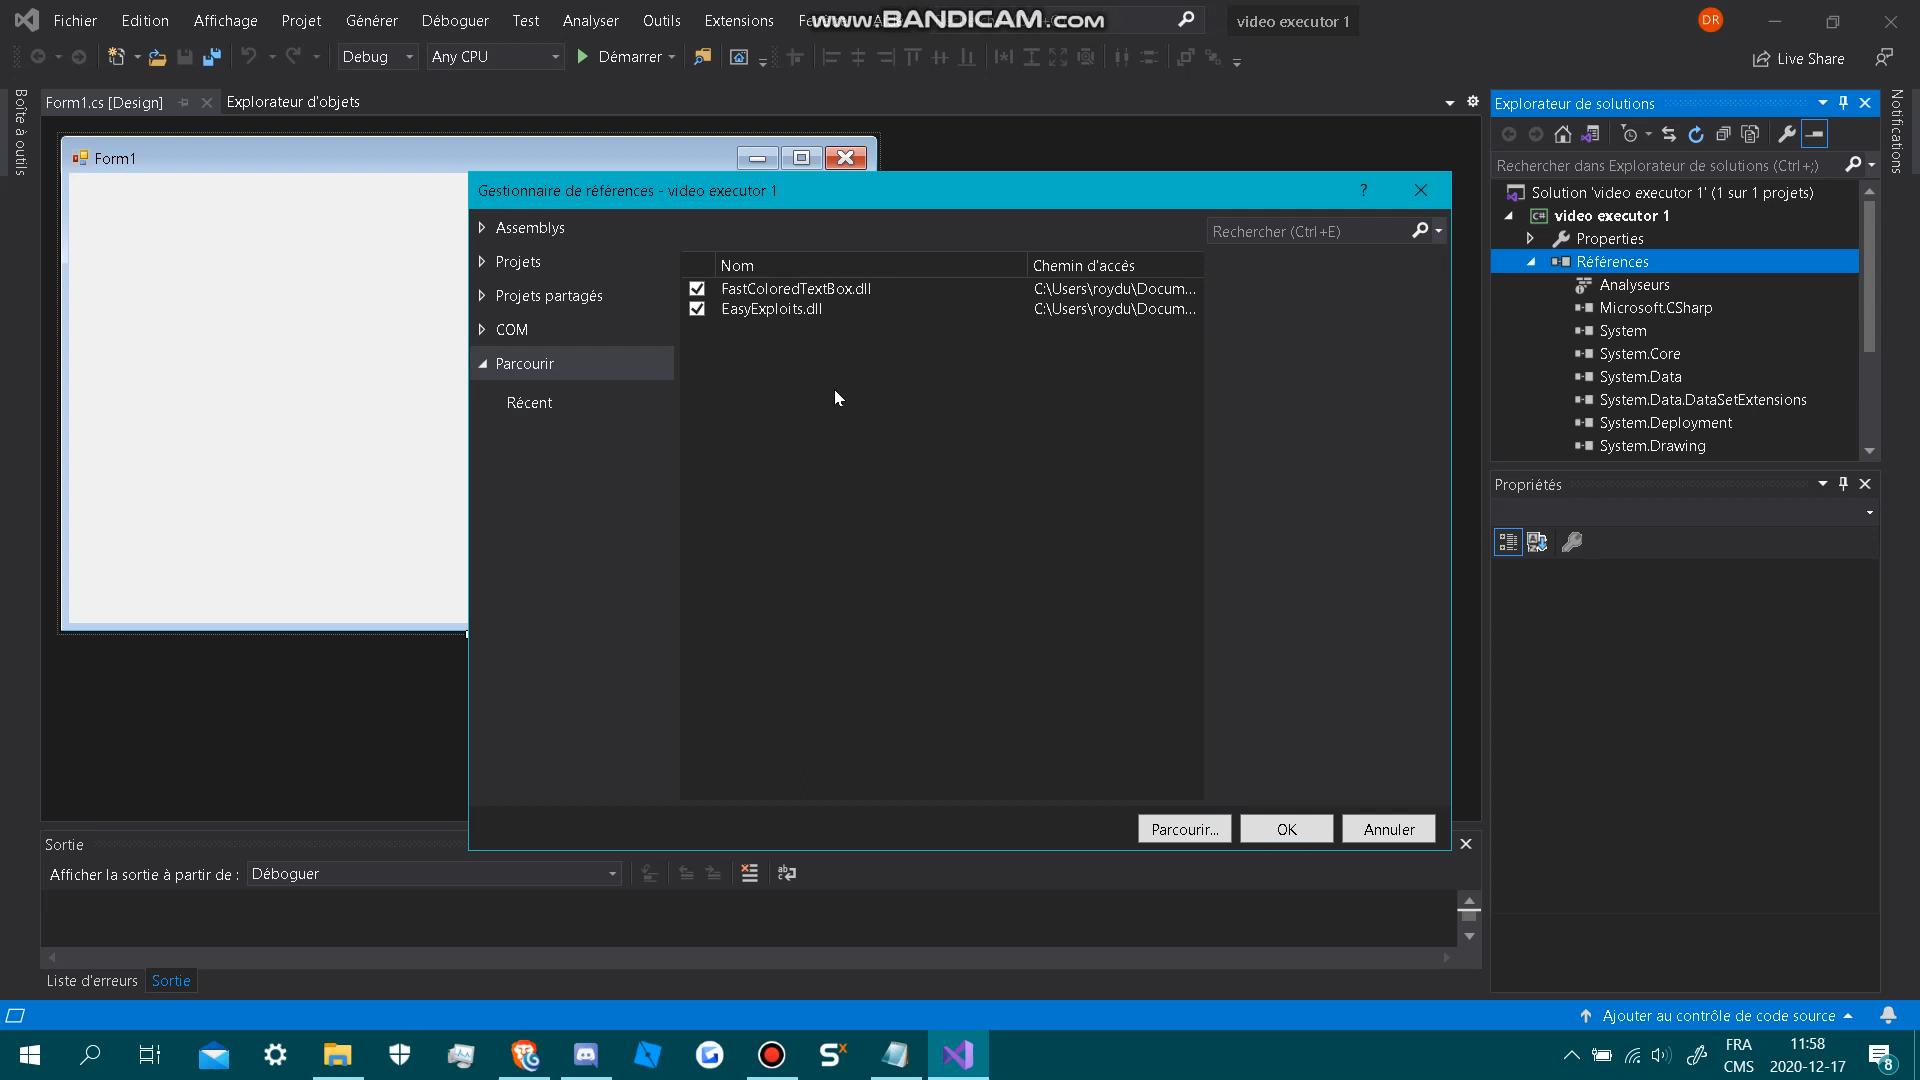 Fichier Edition Affichage Projet Générer Déboguer Test Analyser Outils Extensions
www.BANDICAM.com
video executor 1
DR
Debug Any CPU Démarrer
Live Share
Boîte à outils
Form1.cs [Design] Explorateur d'objets
Form1
Gestionnaire de références - video executor 1 ?
Assemblys
Projets
Projets partagés
COM
Parcourir
Récent
Rechercher (Ctrl+E)
Nom Chemin d'accès
FastColoredTextBox.dll C:\Users\roydu\Docum...
EasyExploits.dll C:\Users\roydu\Docum...
Parcourir... OK Annuler
Explorateur de solutions
Rechercher dans Explorateur de solutions (Ctrl+;)
Solution 'video executor 1' (1 sur 1 projets)
C# video executor 1
Properties
Références
Analyseurs
Microsoft.CSharp
System
System.Core
System.Data
System.Data.DataSetExtensions
System.Deployment
System.Drawing
Notifications
Propriétés
Sortie
Afficher la sortie à partir de : Déboguer
Liste d'erreurs Sortie
Ajouter au contrôle de code source
FRA
CMS
11:58
2020-12-17
8